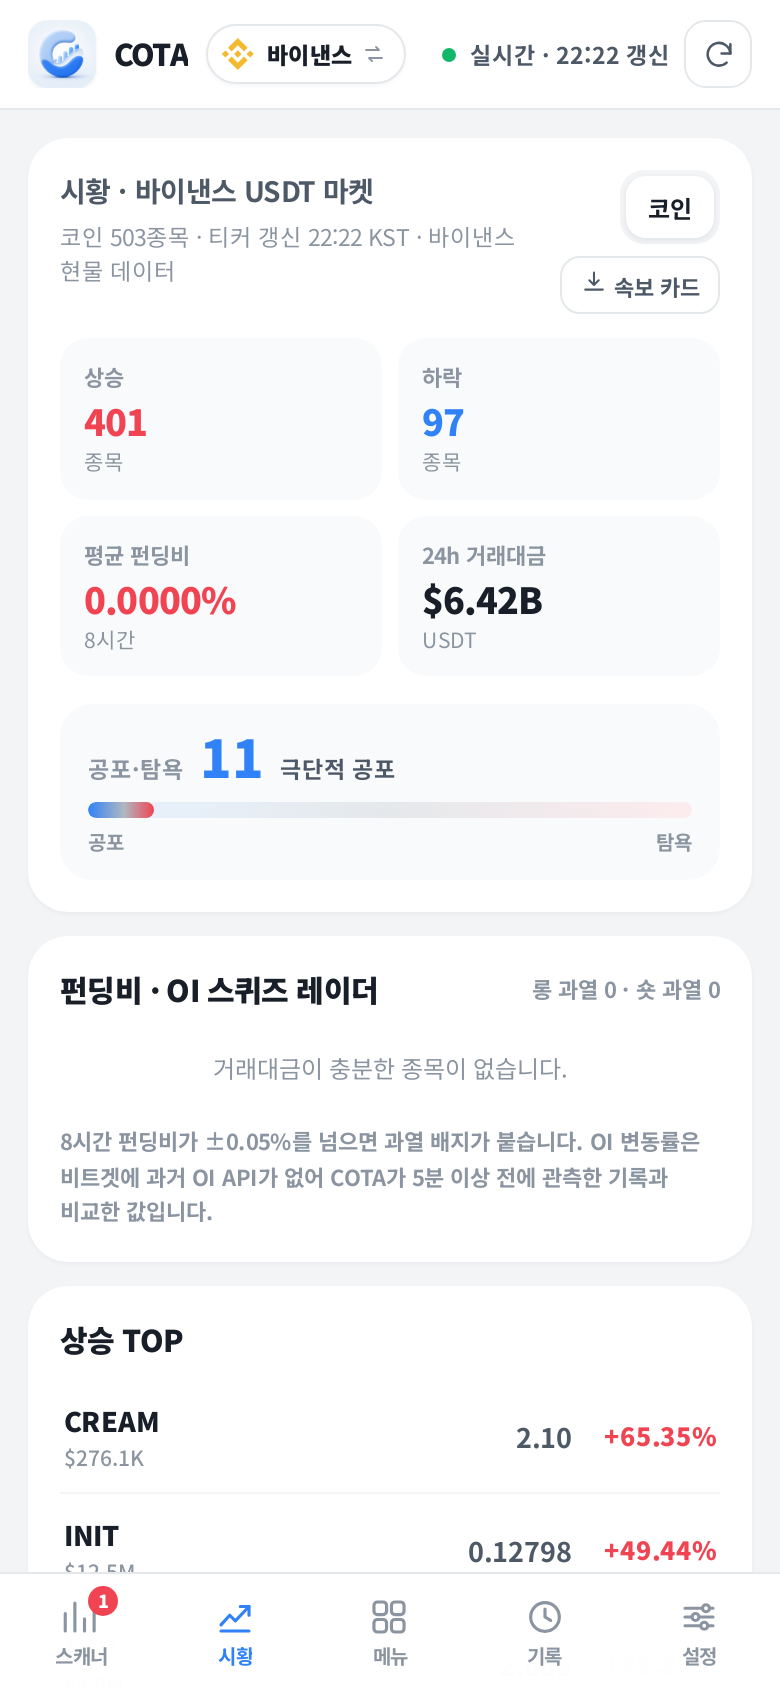 COTA
바이낸스
실시간 · 22:22 갱신
시황 · 바이낸스 USDT 마켓
코인 503종목 · 티커 갱신 22:22 KST · 바이낸스
현물 데이터
코인
속보 카드
상승
401
종목
하락
97
종목
평균 펀딩비
0.0000%
8시간
24h 거래대금
$6.42B
USDT
공포·탐욕 11 극단적 공포
공포
탐욕
펀딩비 · OI 스퀴즈 레이더
롱 과열 0 · 숏 과열 0
거래대금이 충분한 종목이 없습니다.
8시간 펀딩비가 ±0.05%를 넘으면 과열 배지가 붙습니다. OI 변동률은
비트겟에 과거 OI API가 없어 COTA가 5분 이상 전에 관측한 기록과
비교한 값입니다.
상승 TOP
CREAM
$276.1K
2.10
+65.35%
INIT
$12.5M
0.12798
+49.44%
1
스캐너
시황
메뉴
기록
설정